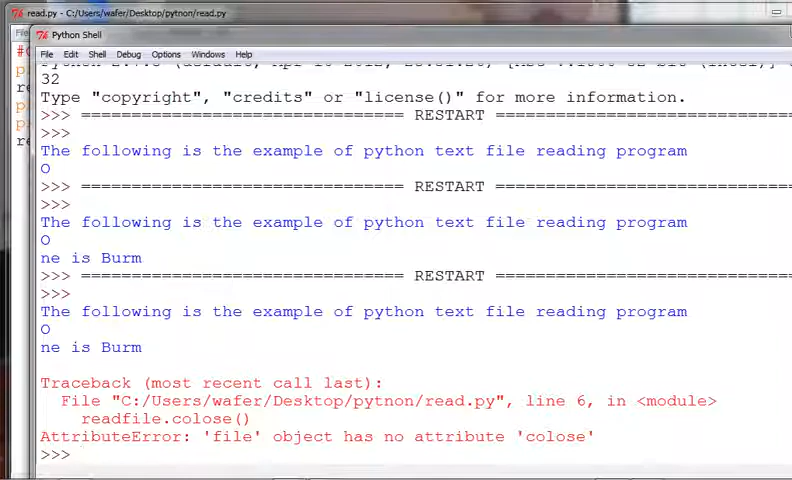 read.py - C:/Users/wafer/Desktop/pytnon/read.py
Python Shell
File Edit Shell Debug Options Windows Help
32
Type "copyright", "credits" or "license()" for more information.
>>> ================================ RESTART ==============================
>>>
The following is the example of python text file reading program
O
>>> ================================ RESTART ==============================
>>>
The following is the example of python text file reading program
O
ne is Burm
>>> ================================ RESTART ==============================
>>>
The following is the example of python text file reading program
O
ne is Burm
Traceback (most recent call last):
File "C:/Users/wafer/Desktop/pytnon/read.py", line 6, in <module>
readfile.colose()
AttributeError: 'file' object has no attribute 'colose'
>>>